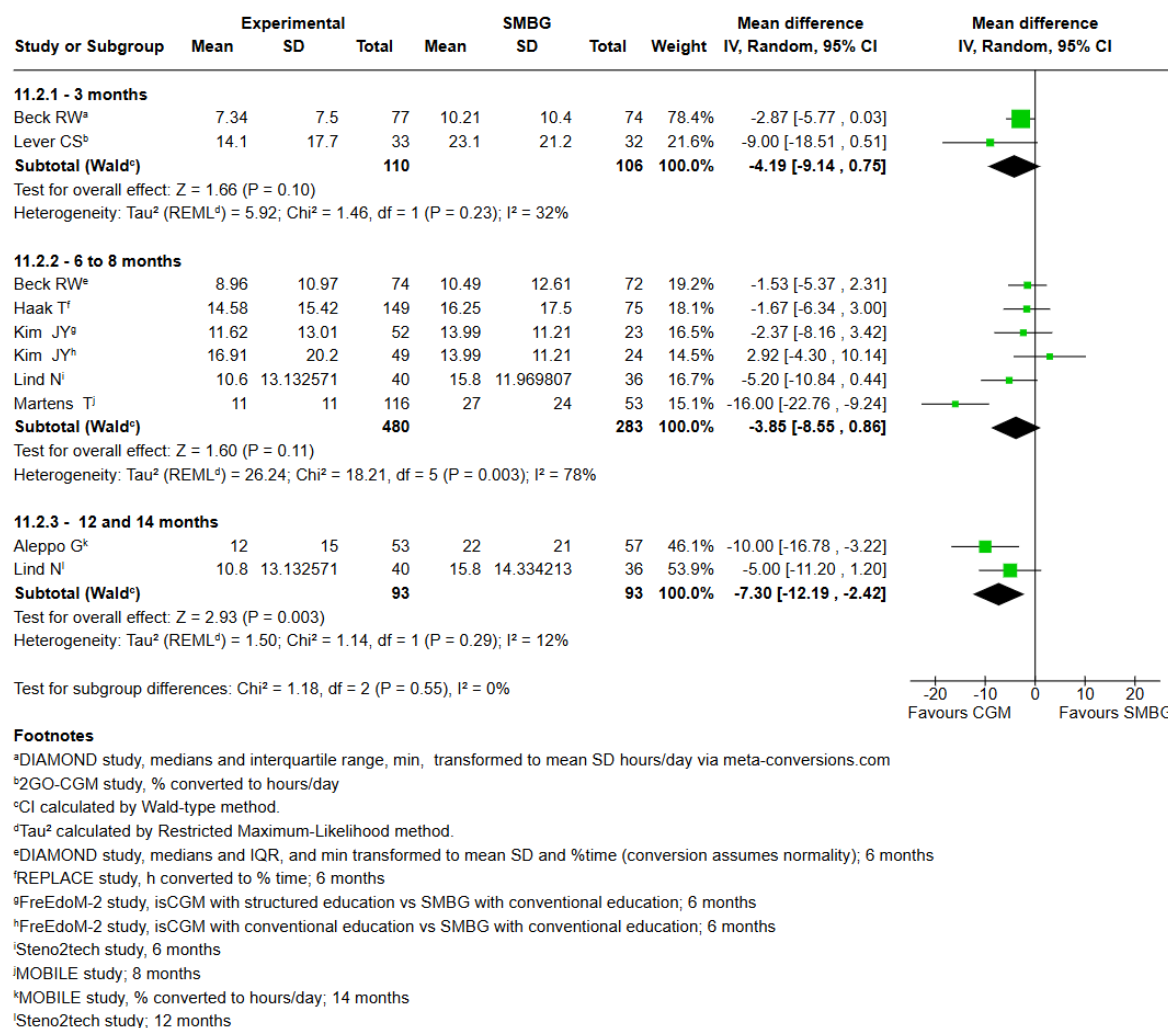 Experimental SMBG Mean difference Mean difference
Study or Subgroup Mean SD Total Mean SD Total Weight IV, Random, 95% CI IV, Random, 95% CI
11.2.1 - 3 months
Beck RWᵃ 7.34 7.5 77 10.21 10.4 74 78.4% -2.87 [-5.77 , 0.03]
Lever CSᵇ 14.1 17.7 33 23.1 21.2 32 21.6% -9.00 [-18.51 , 0.51]
Subtotal (Waldᶜ) 110 106 100.0% -4.19 [-9.14 , 0.75]
Test for overall effect: Z = 1.66 (P = 0.10)
Heterogeneity: Tau² (REMLᵈ) = 5.92; Chi² = 1.46, df = 1 (P = 0.23); I² = 32%
11.2.2 - 6 to 8 months
Beck RWᵉ 8.96 10.97 74 10.49 12.61 72 19.2% -1.53 [-5.37 , 2.31]
Haak Tᶠ 14.58 15.42 149 16.25 17.5 75 18.1% -1.67 [-6.34 , 3.00]
Kim JYᵍ 11.62 13.01 52 13.99 11.21 23 16.5% -2.37 [-8.16 , 3.42]
Kim JYʰ 16.91 20.2 49 13.99 11.21 24 14.5% 2.92 [-4.30 , 10.14]
Lind Nⁱ 10.6 13.132571 40 15.8 11.969807 36 16.7% -5.20 [-10.84 , 0.44]
Martens Tʲ 11 11 116 27 24 53 15.1% -16.00 [-22.76 , -9.24]
Subtotal (Waldᶜ) 480 283 100.0% -3.85 [-8.55 , 0.86]
Test for overall effect: Z = 1.60 (P = 0.11)
Heterogeneity: Tau² (REMLᵈ) = 26.24; Chi² = 18.21, df = 5 (P = 0.003); I² = 78%
11.2.3 - 12 and 14 months
Aleppo Gᵏ 12 15 53 22 21 57 46.1% -10.00 [-16.78 , -3.22]
Lind Nˡ 10.8 13.132571 40 15.8 14.334213 36 53.9% -5.00 [-11.20 , 1.20]
Subtotal (Waldᶜ) 93 93 100.0% -7.30 [-12.19 , -2.42]
Test for overall effect: Z = 2.93 (P = 0.003)
Heterogeneity: Tau² (REMLᵈ) = 1.50; Chi² = 1.14, df = 1 (P = 0.29); I² = 12%
Test for subgroup differences: Chi² = 1.18, df = 2 (P = 0.55), I² = 0%
-20 -10 0 10 20
Favours CGM Favours SMBG
Footnotes
ᵃDIAMOND study, medians and interquartile range, min, transformed to mean SD hours/day via meta-conversions.com
ᵇ2GO-CGM study, % converted to hours/day
ᶜCI calculated by Wald-type method.
ᵈTau² calculated by Restricted Maximum-Likelihood method.
ᵉDIAMOND study, medians and IQR, and min transformed to mean SD and %time (conversion assumes normality); 6 months
ᶠREPLACE study, h converted to % time; 6 months
ᵍFreEdoM-2 study, isCGM with structured education vs SMBG with conventional education; 6 months
ʰFreEdoM-2 study, isCGM with conventional education vs SMBG with conventional education; 6 months
ⁱSteno2tech study, 6 months
ʲMOBILE study; 8 months
ᵏMOBILE study, % converted to hours/day; 14 months
ˡSteno2tech study; 12 months